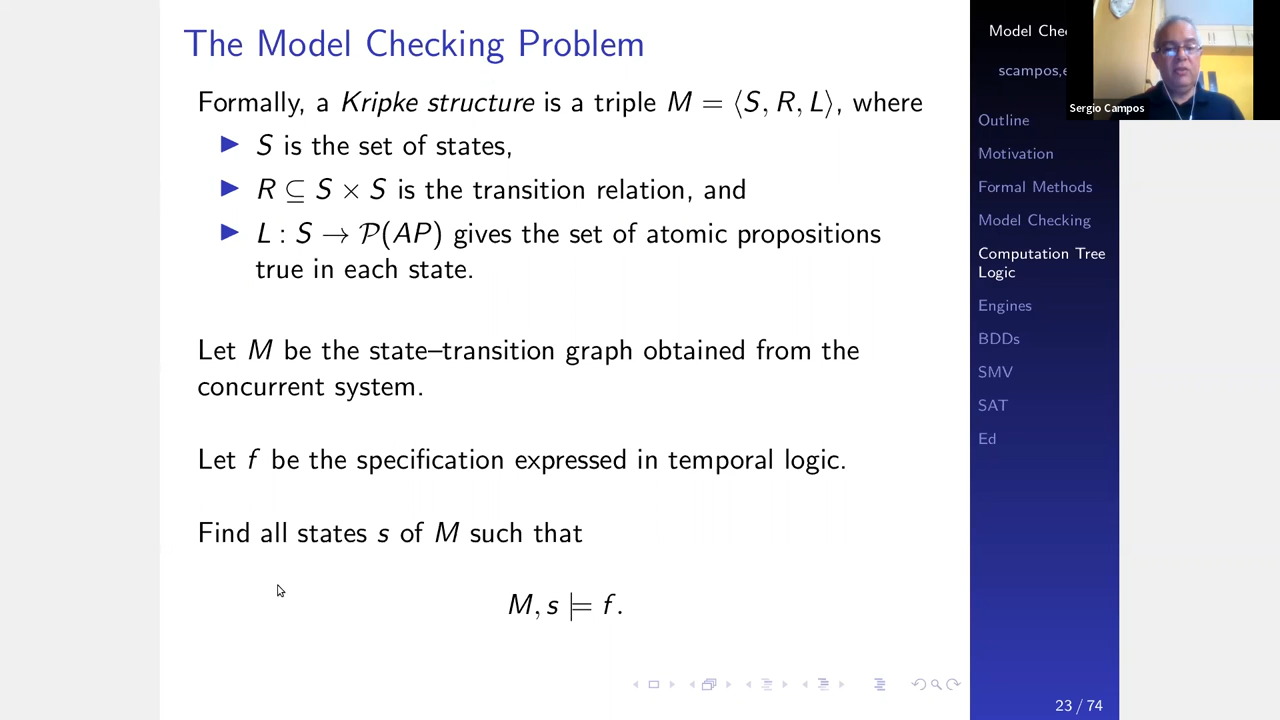 The Model Checking Problem
Formally, a Kripke structure is a triple M = ⟨S, R, L⟩, where
▶ S is the set of states,
▶ R ⊆ S × S is the transition relation, and
▶ L : S → P(AP) gives the set of atomic propositions
true in each state.
Let M be the state–transition graph obtained from the
concurrent system.
Let f be the specification expressed in temporal logic.
Find all states s of M such that
M, s ⊨ f.
Model Che
scampos,e
Sergio Campos
Outline
Motivation
Formal Methods
Model Checking
Computation Tree
Logic
Engines
BDDs
SMV
SAT
Ed
23 / 74